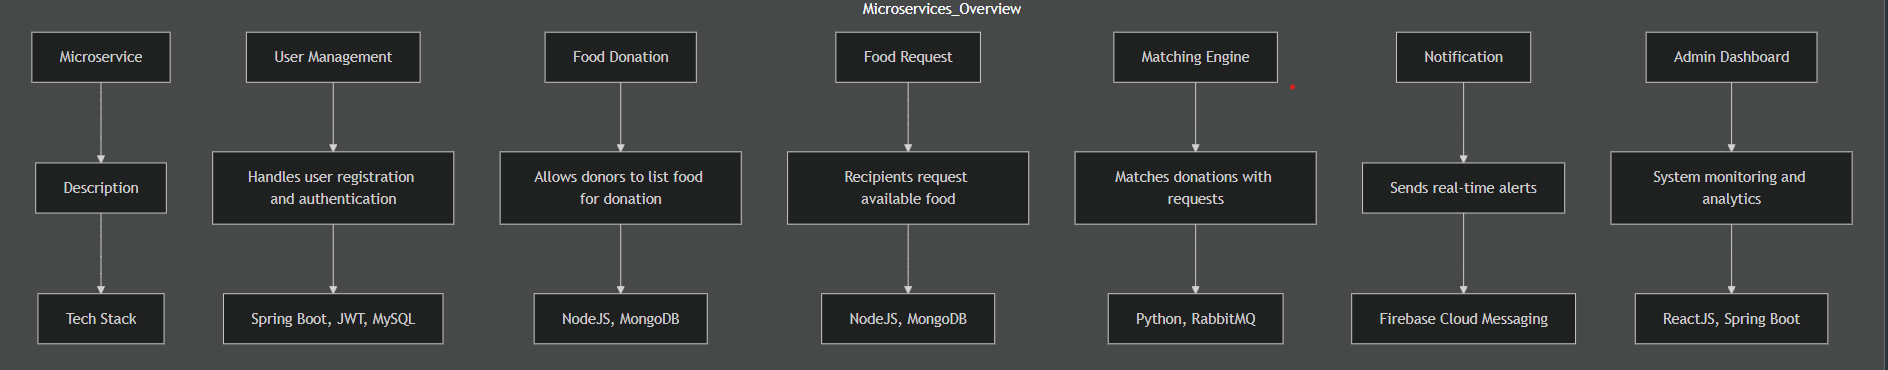 Microservices_Overview
Microservice
User Management
Food Donation
Food Request
Matching Engine
Notification
Admin Dashboard
Description
Handles user registration
and authentication
Allows donors to list food
for donation
Recipients request
available food
Matches donations with
requests
Sends real-time alerts
System monitoring and
analytics
Tech Stack
Spring Boot, JWT, MySQL
NodeJS, MongoDB
NodeJS, MongoDB
Python, RabbitMQ
Firebase Cloud Messaging
ReactJS, Spring Boot